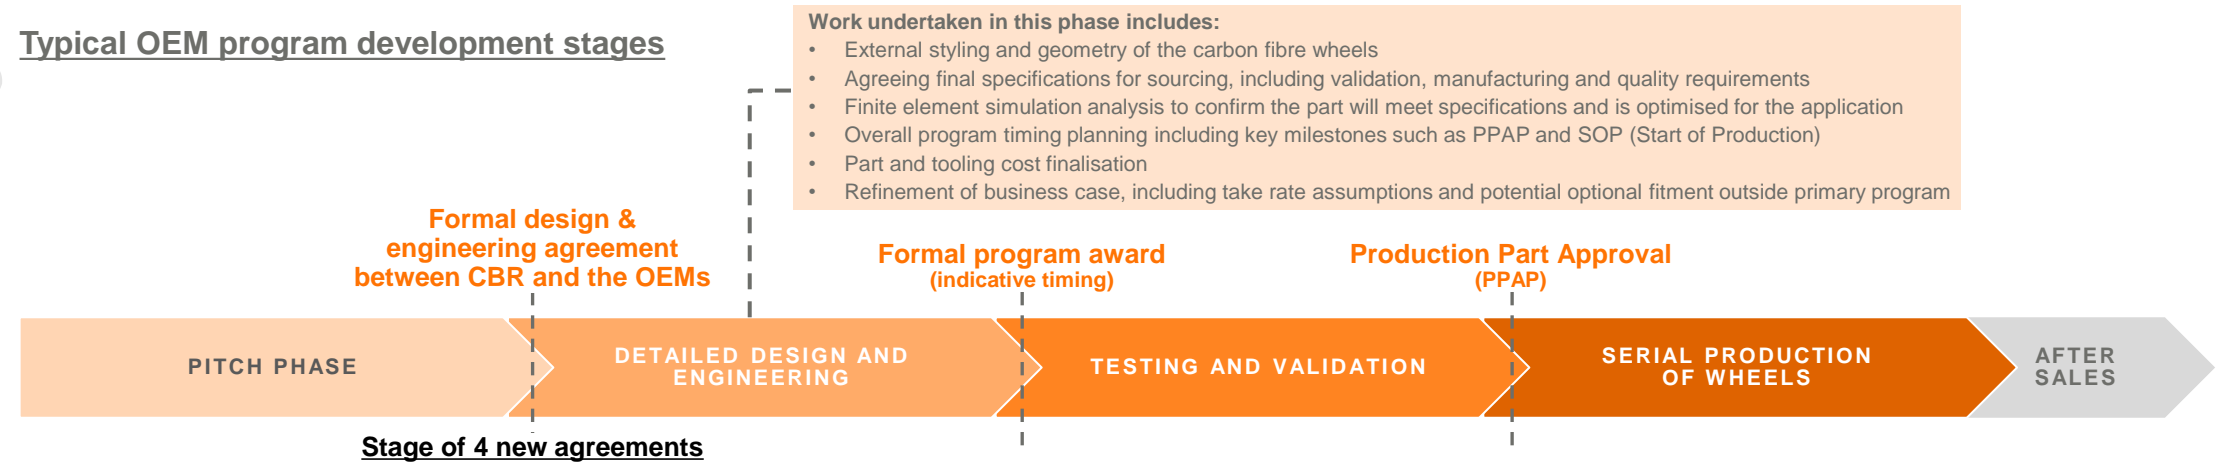 Typical OEM program development stages
Work undertaken in this phase includes:
• External styling and geometry of the carbon fibre wheels
• Agreeing final specifications for sourcing, including validation, manufacturing and quality requirements
• Finite element simulation analysis to confirm the part will meet specifications and is optimised for the application
• Overall program timing planning including key milestones such as PPAP and SOP (Start of Production)
• Part and tooling cost finalisation
• Refinement of business case, including take rate assumptions and potential optional fitment outside primary program
Formal design &
engineering agreement
between CBR and the OEMs
Formal program award
(indicative timing)
Production Part Approval
(PPAP)
PITCH PHASE
DETAILED DESIGN AND
ENGINEERING
TESTING AND VALIDATION
SERIAL PRODUCTION
OF WHEELS
AFTER
SALES
Stage of 4 new agreements